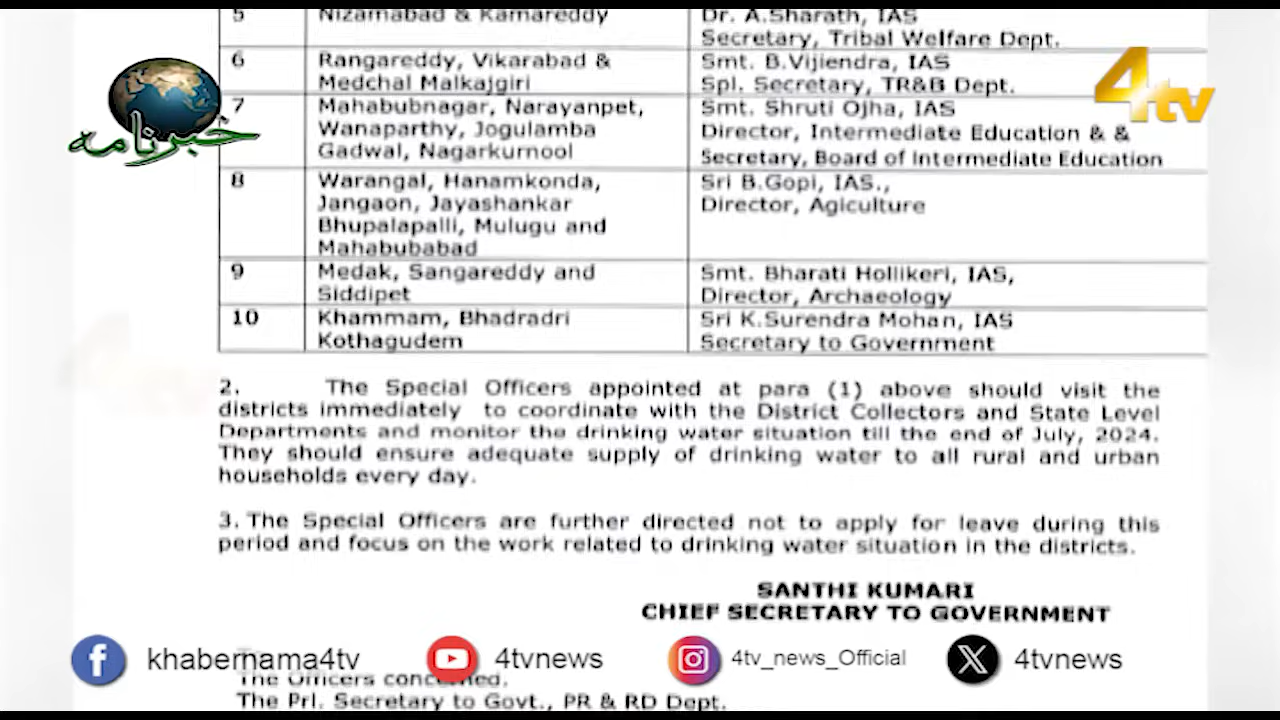 5 Nizamabad & Kamareddy Dr. A.Sharath, IAS
Secretary, Tribal Welfare Dept.
6 Rangareddy, Vikarabad & Smt. B.Vijiendra, IAS
Medchal Malkajgiri Spl. Secretary, TR&B Dept.
7 Mahabubnagar, Narayanpet, Smt. Shruti Ojha, IAS
Wanaparthy, Jogulamba Director, Intermediate Education & &
Gadwal, Nagarkurnool Secretary, Board of Intermediate Education
8 Warangal, Hanamkonda, Sri B.Gopi, IAS.,
Jangaon, Jayashankar Director, Agiculture
Bhupalapalli, Mulugu and
Mahabubabad
9 Medak, Sangareddy and Smt. Bharati Hollikeri, IAS,
Siddipet Director, Archaeology
10 Khammam, Bhadradri Sri K.Surendra Mohan, IAS
Kothagudem Secretary to Government
2. The Special Officers appointed at para (1) above should visit the
districts immediately to coordinate with the District Collectors and State Level
Departments and monitor the drinking water situation till the end of July, 2024.
They should ensure adequate supply of drinking water to all rural and urban
households every day.
3. The Special Officers are further directed not to apply for leave during this
period and focus on the work related to drinking water situation in the districts.
SANTHI KUMARI
CHIEF SECRETARY TO GOVERNMENT
The Officers concerned.
The Prl. Secretary to Govt., PR & RD Dept.
خبرنامہ
4tv
khabernama4tv
4tvnews
4tv_news_Official
4tvnews